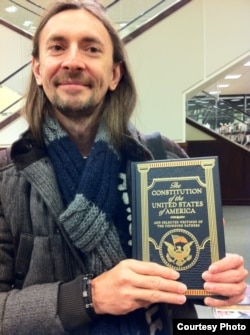 The
CONSTITUTION
of the
UNITED STATES
of AMERICA
AND SELECTED WRITINGS OF
THE FOUNDING FATHERS
Courtesy Photo